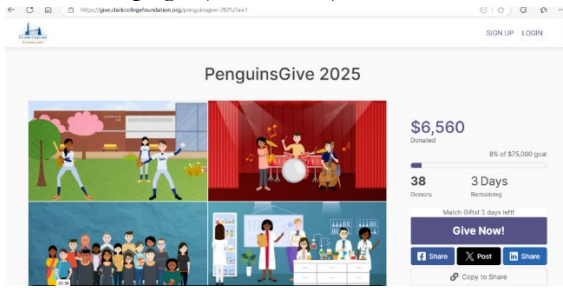 https://give.clarkcollegefoundation.org/penguinsgive-2025/?a=1
SIGN UP LOGIN
PenguinsGive 2025
$6,560
Donated
8% of $75,000 goal
38
Donors
3 Days
Remaining
Match Gifts! 3 days left!
Give Now!
Share
Post
Share
Copy to Share